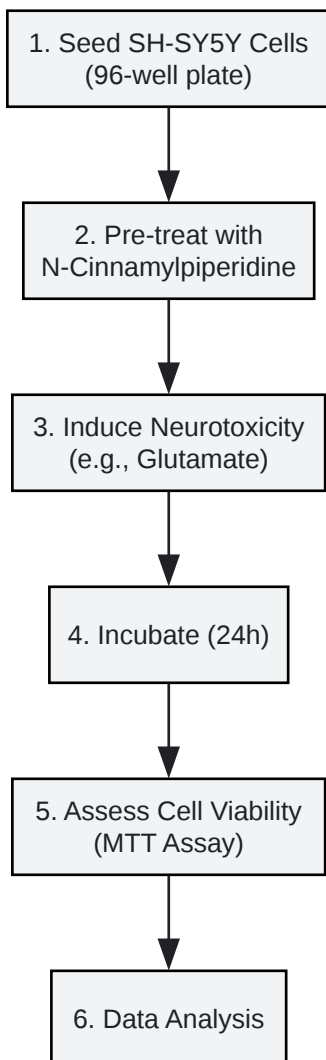 1. Seed SH-SY5Y Cells
(96-well plate)
2. Pre-treat with
N-Cinnamylpiperidine
3. Induce Neurotoxicity
(e.g., Glutamate)
4. Incubate (24h)
5. Assess Cell Viability
(MTT Assay)
6. Data Analysis